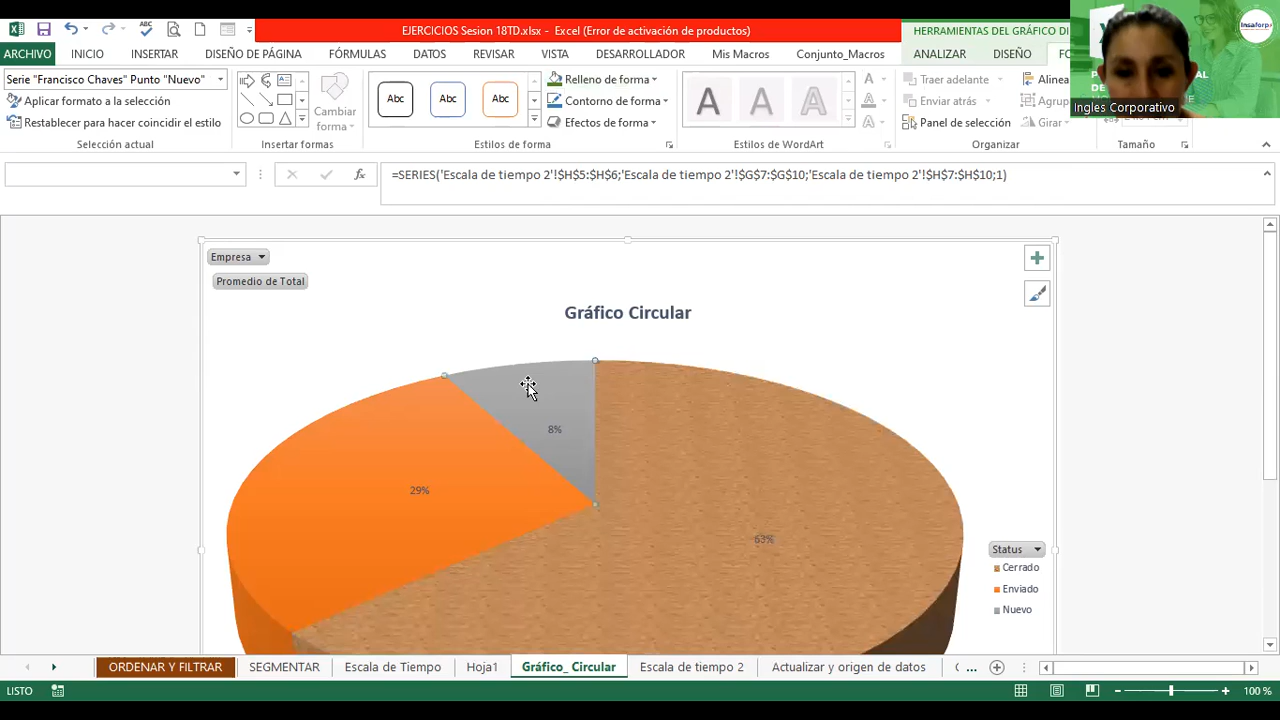 EJERCICIOS Sesion 18TD.xlsx - Excel (Error de activación de productos)
HERRAMIENTAS DEL GRÁFICO DI
ARCHIVO INICIO INSERTAR DISEÑO DE PÁGINA FÓRMULAS DATOS REVISAR VISTA DESARROLLADOR Mis Macros Conjunto_Macros ANALIZAR DISEÑO FO
Insaforp
Ingles Corporativo
Serie "Francisco Chaves" Punto "Nuevo"
Aplicar formato a la selección
Restablecer para hacer coincidir el estilo
Selección actual
Cambiar
forma
Insertar formas
Abc Abc Abc
Relleno de forma
Contorno de forma
Efectos de forma
Estilos de forma
A A A
Estilos de WordArt
Traer adelante
Enviar atrás
Panel de selección
Alinea
Agrup
Girar
Organizar
Tamaño
=SERIES('Escala de tiempo 2'!$H$5:$H$6;'Escala de tiempo 2'!$G$7:$G$10;'Escala de tiempo 2'!$H$7:$H$10;1)
Empresa
Promedio de Total
Gráfico Circular
8%
29%
63%
Status
Cerrado
Enviado
Nuevo
ORDENAR Y FILTRAR SEGMENTAR Escala de Tiempo Hoja1 Gráfico_ Circular Escala de tiempo 2 Actualizar y origen de datos ...
LISTO
100 %